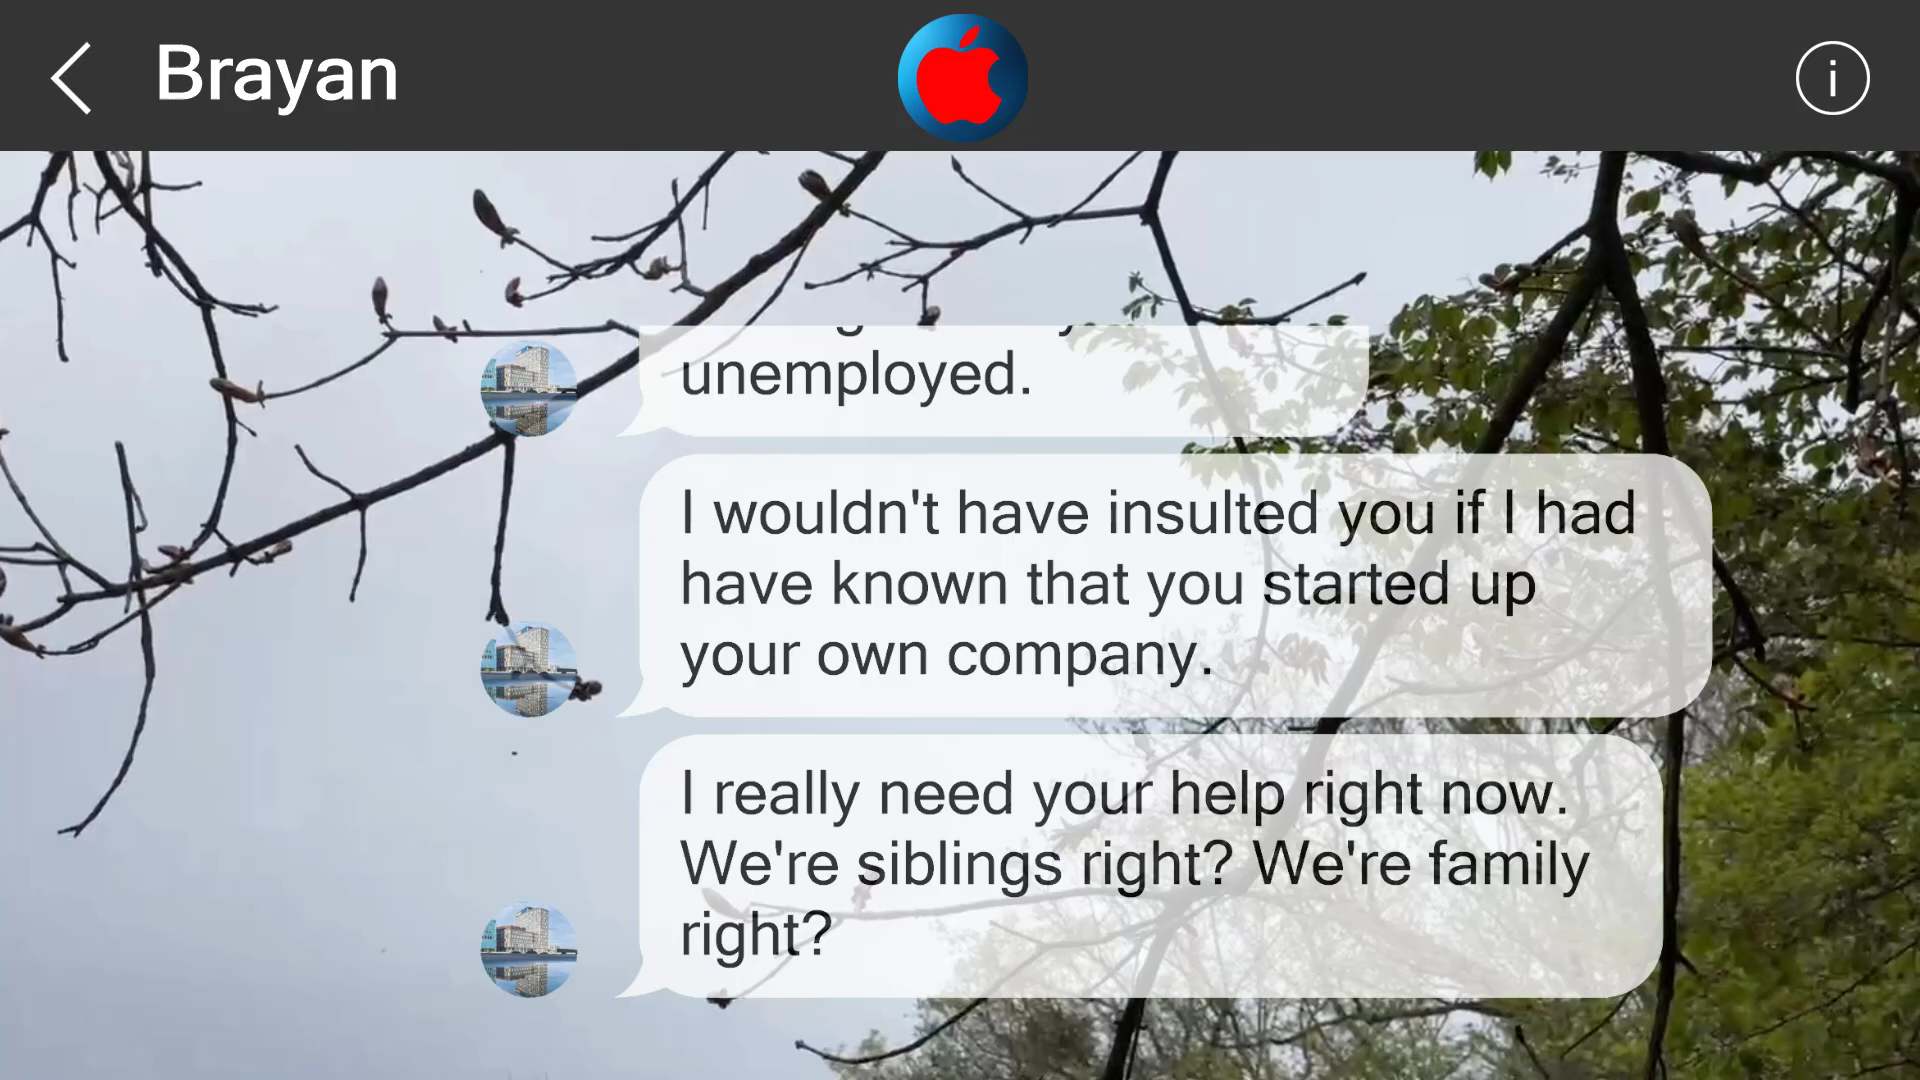 Brayan
unemployed.
I wouldn't have insulted you if I had
have known that you started up
your own company.
I really need your help right now.
We're siblings right? We're family
right?